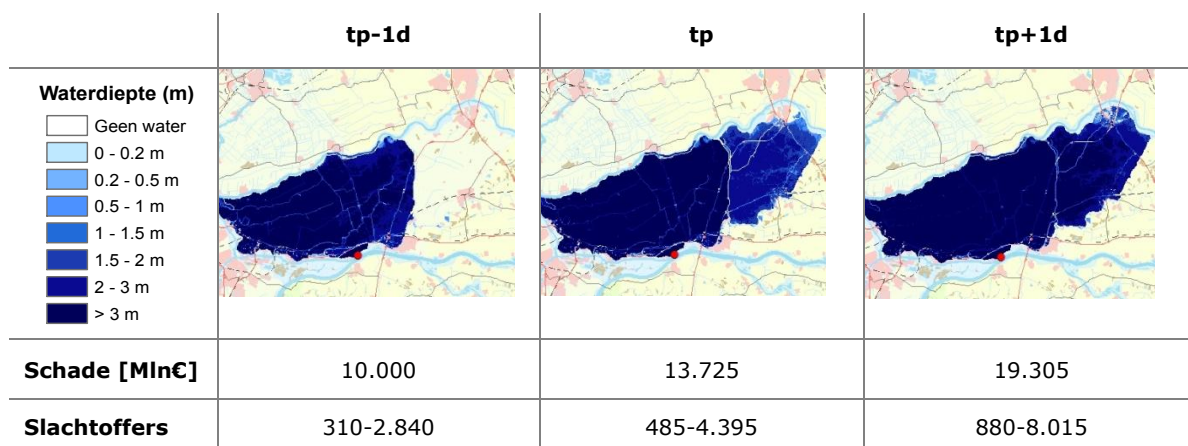 tp-1d tp tp+1d
Waterdiepte (m)
Geen water
0 - 0.2 m
0.2 - 0.5 m
0.5 - 1 m
1 - 1.5 m
1.5 - 2 m
2 - 3 m
> 3 m
Schade [Mln€] 10.000 13.725 19.305
Slachtoffers 310-2.840 485-4.395 880-8.015